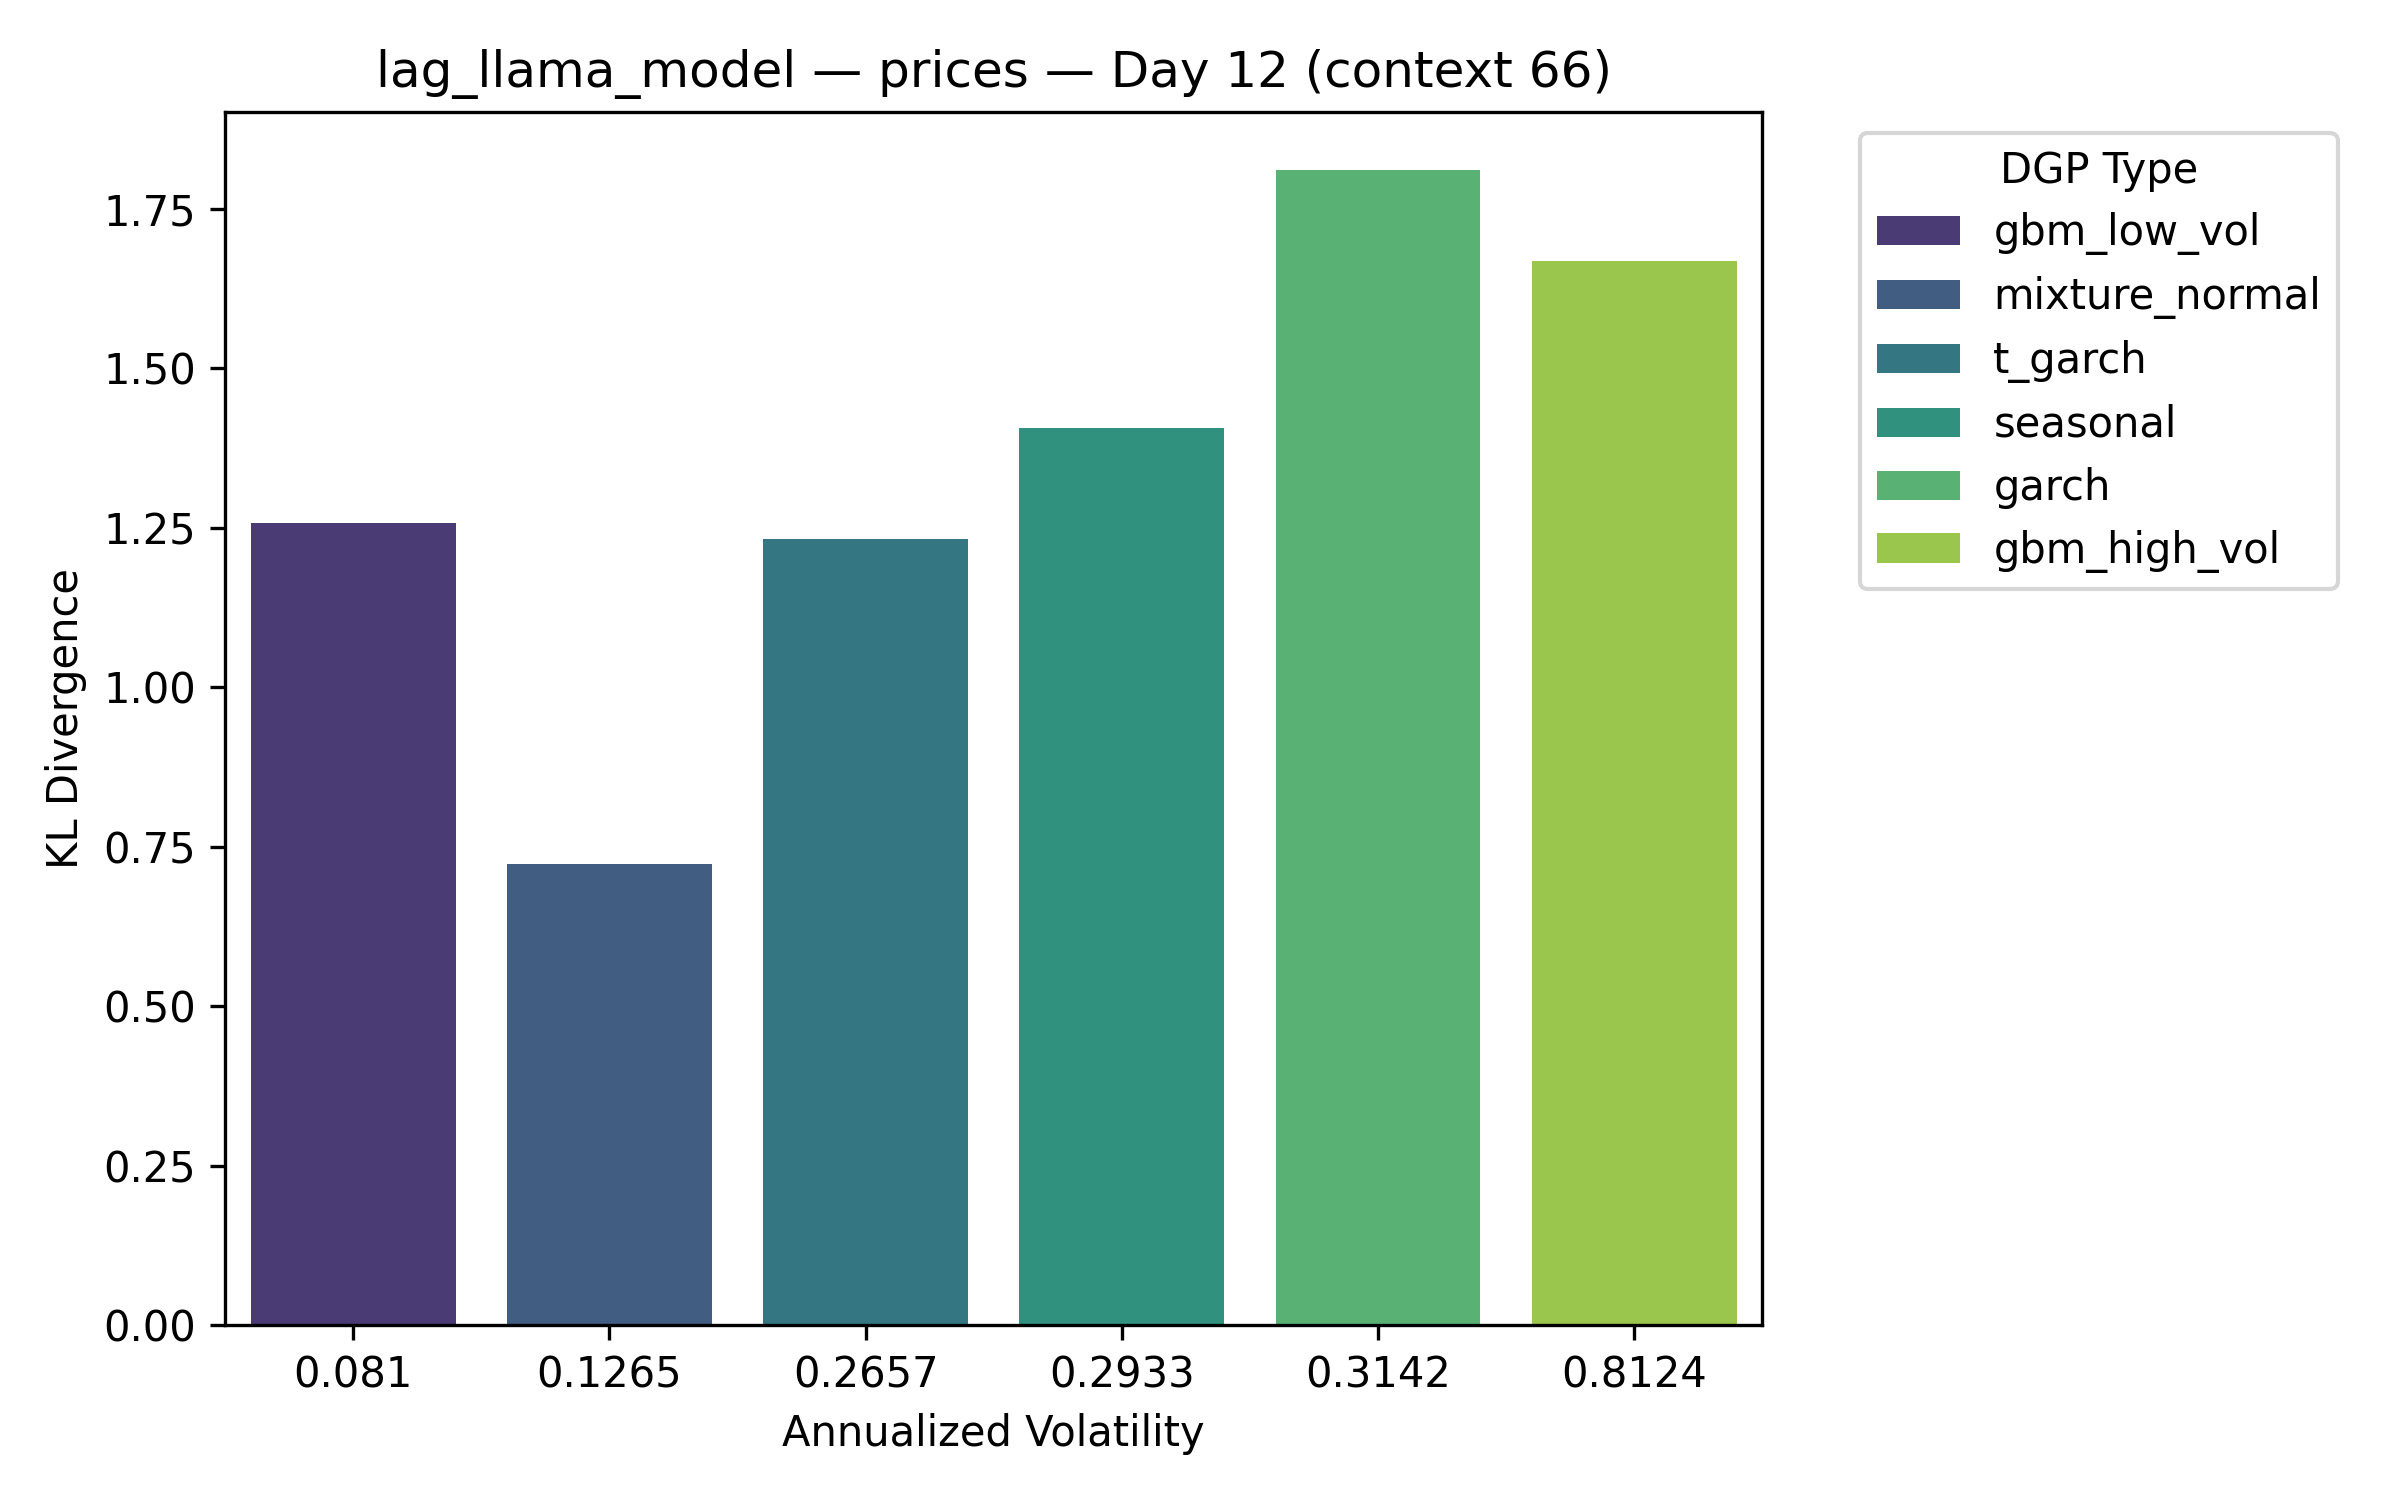 lag_llama_model — prices — Day 12 (context 66)
KL Divergence
1.75
1.50
1.25
1.00
0.75
0.50
0.25
0.00
0.081 0.1265 0.2657 0.2933 0.3142 0.8124
Annualized Volatility
DGP Type
gbm_low_vol
mixture_normal
t_garch
seasonal
garch
gbm_high_vol